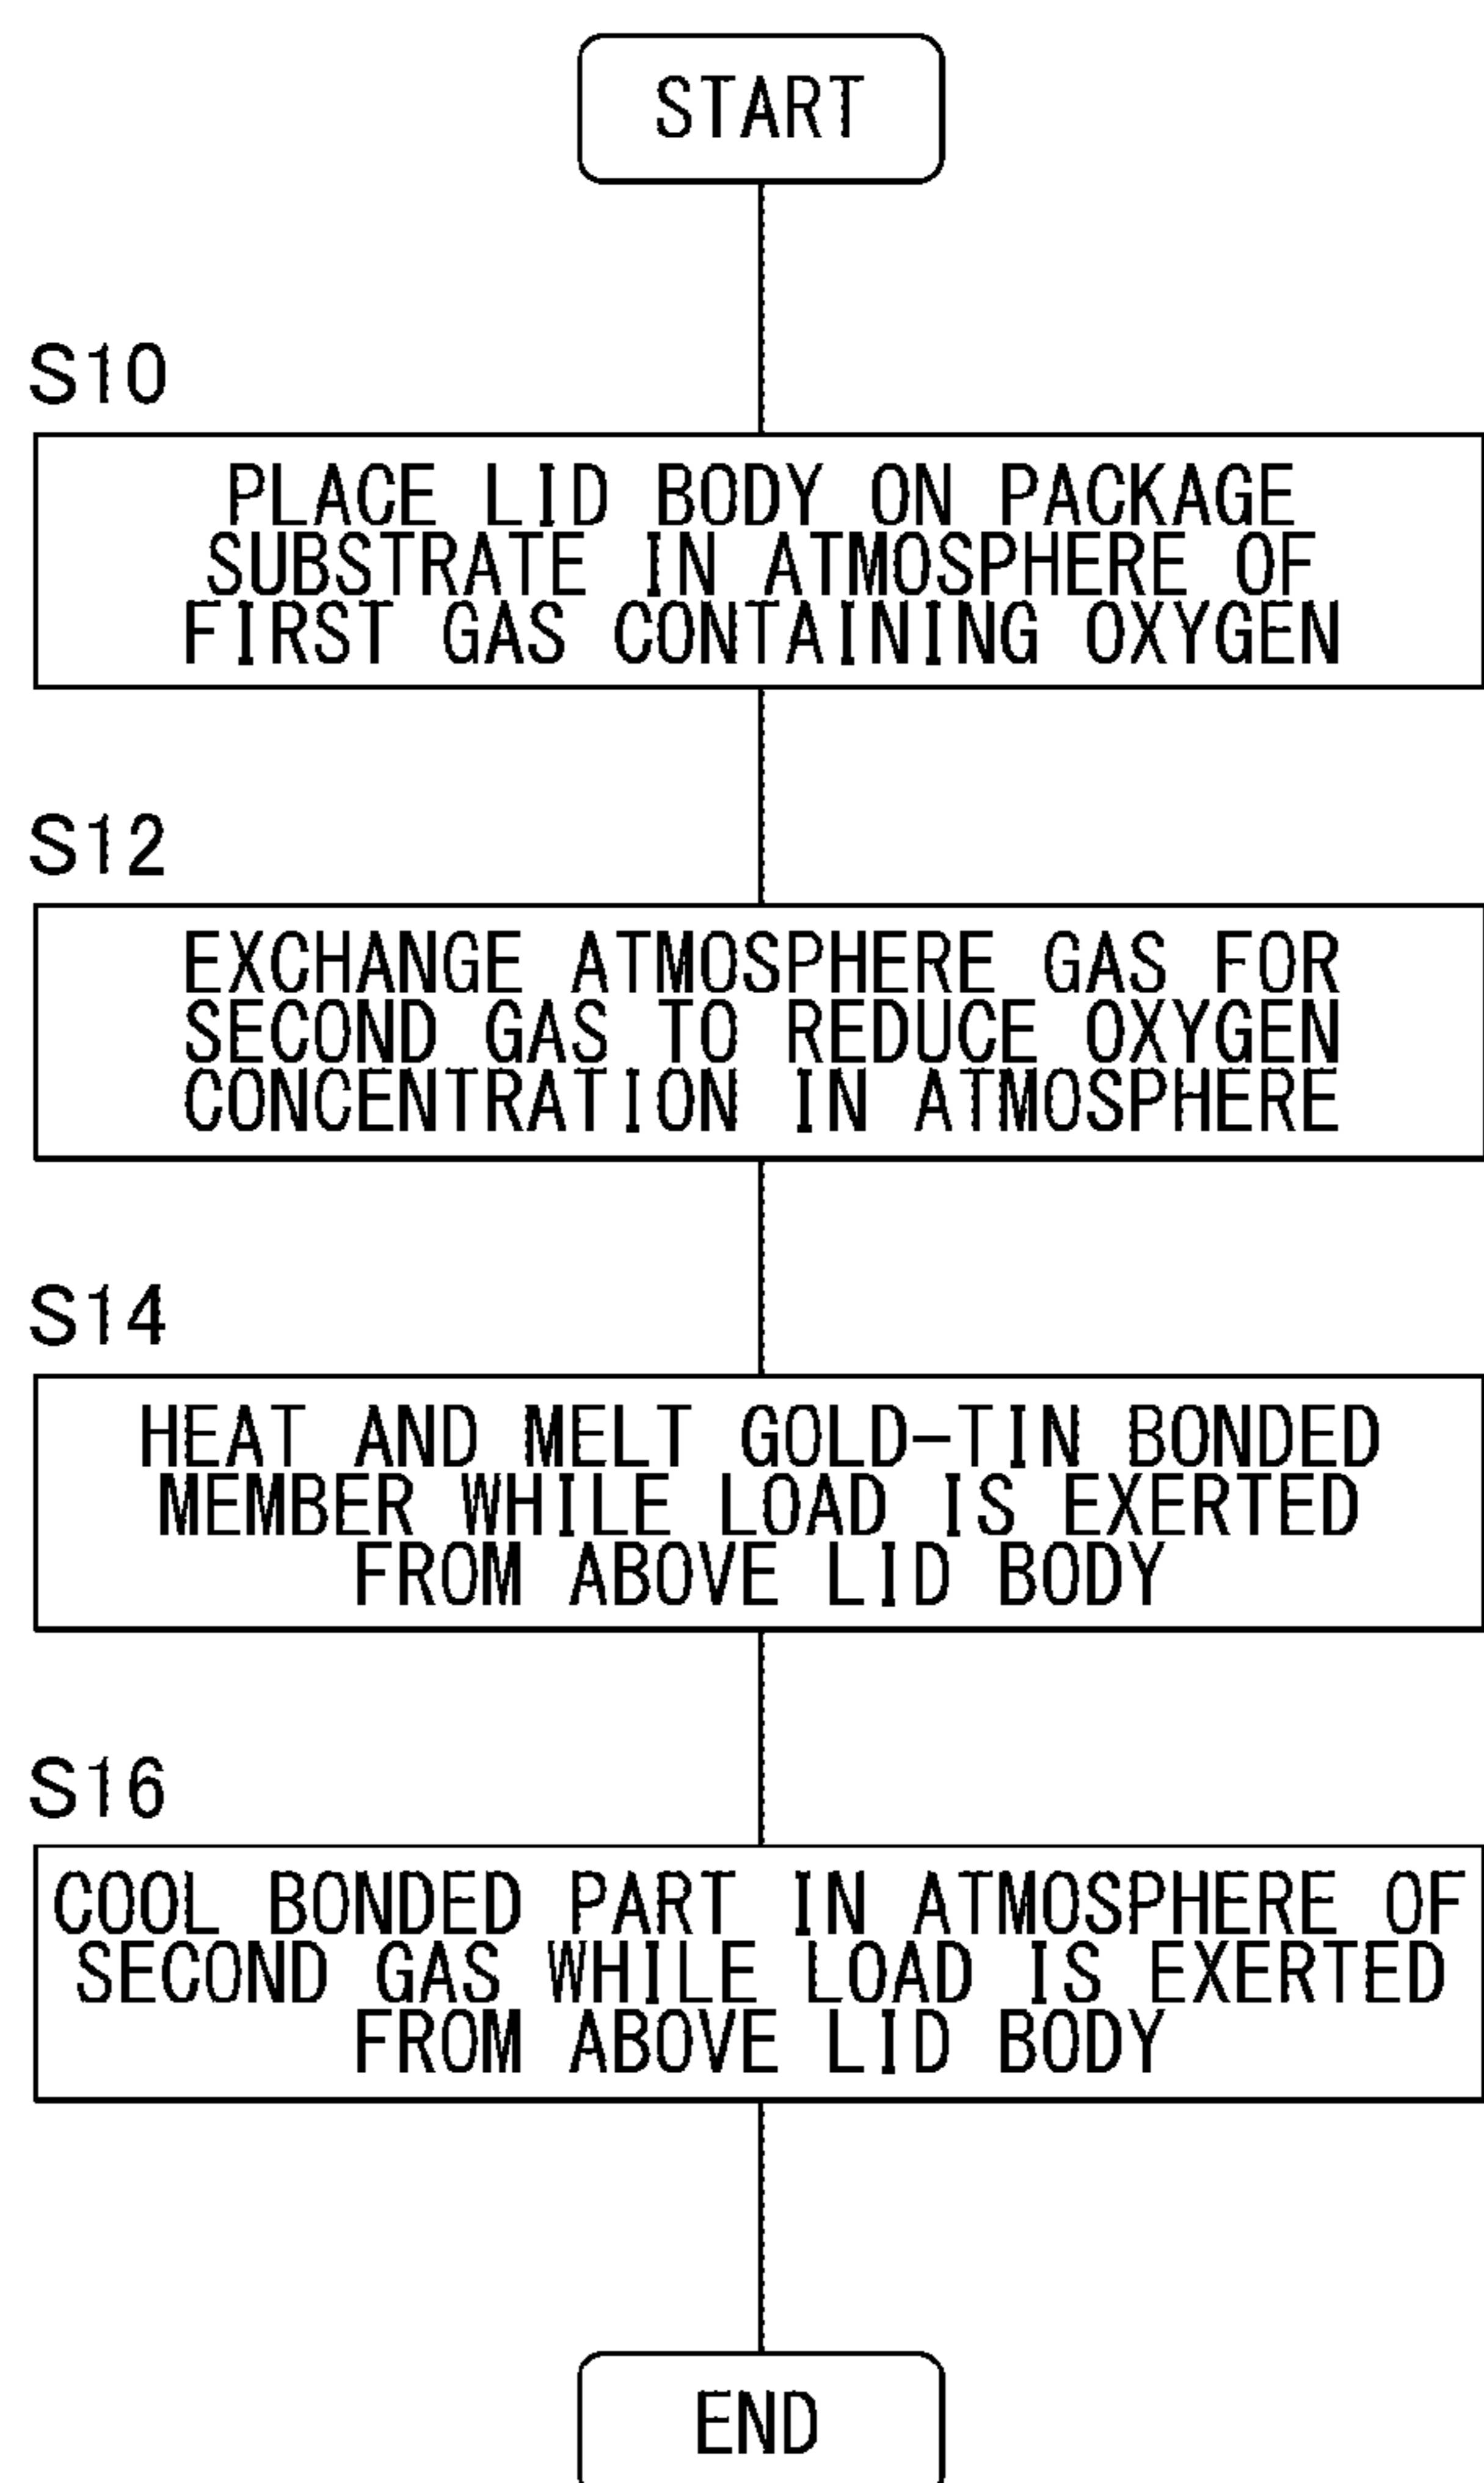 START
S10
PLACE LID BODY ON PACKAGE
SUBSTRATE IN ATMOSPHERE OF
FIRST GAS CONTAINING OXYGEN
S12
EXCHANGE ATMOSPHERE GAS FOR
SECOND GAS TO REDUCE OXYGEN
CONCENTRATION IN ATMOSPHERE
S14
HEAT AND MELT GOLD-TIN BONDED
MEMBER WHILE LOAD IS EXERTED
FROM ABOVE LID BODY
S16
COOL BONDED PART IN ATMOSPHERE OF
SECOND GAS WHILE LOAD IS EXERTED
FROM ABOVE LID BODY
END